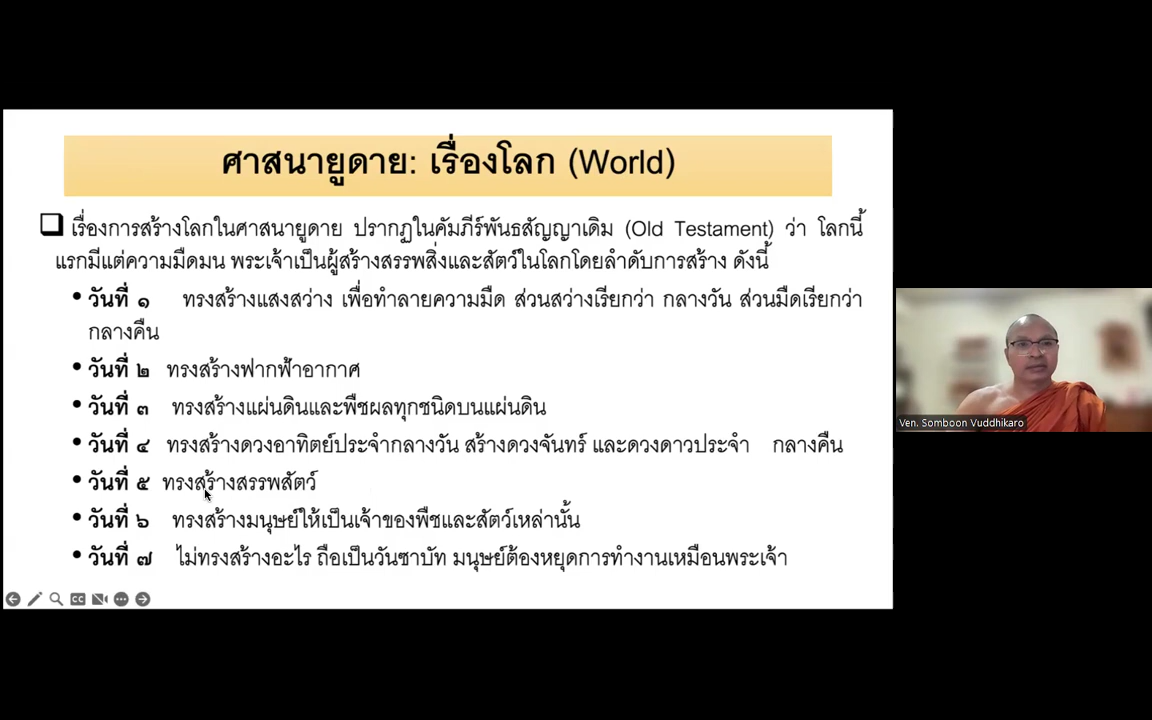 ศาสนายูดาย: เรื่องโลก (World)
เรื่องการสร้างโลกในศาสนายูดาย ปรากฏในคัมภีร์พันธสัญญาเดิม (Old Testament) ว่า โลกนี้
แรกมีแต่ความมืดมน พระเจ้าเป็นผู้สร้างสรรพสิ่งและสัตว์ในโลกโดยลำดับการสร้าง ดังนี้
• วันที่ ๑ ทรงสร้างแสงสว่าง เพื่อทำลายความมืด ส่วนสว่างเรียกว่า กลางวัน ส่วนมืดเรียกว่า
กลางคืน
• วันที่ ๒ ทรงสร้างฟากฟ้าอากาศ
• วันที่ ๓ ทรงสร้างแผ่นดินและพืชผลทุกชนิดบนแผ่นดิน
• วันที่ ๔ ทรงสร้างดวงอาทิตย์ประจำกลางวัน สร้างดวงจันทร์ และดวงดาวประจำ กลางคืน
• วันที่ ๕ ทรงสร้างสรรพสัตว์
• วันที่ ๖ ทรงสร้างมนุษย์ให้เป็นเจ้าของพืชและสัตว์เหล่านั้น
• วันที่ ๗ ไม่ทรงสร้างอะไร ถือเป็นวันซาบัท มนุษย์ต้องหยุดการทำงานเหมือนพระเจ้า
CC
Ven. Somboon Vuddhikaro